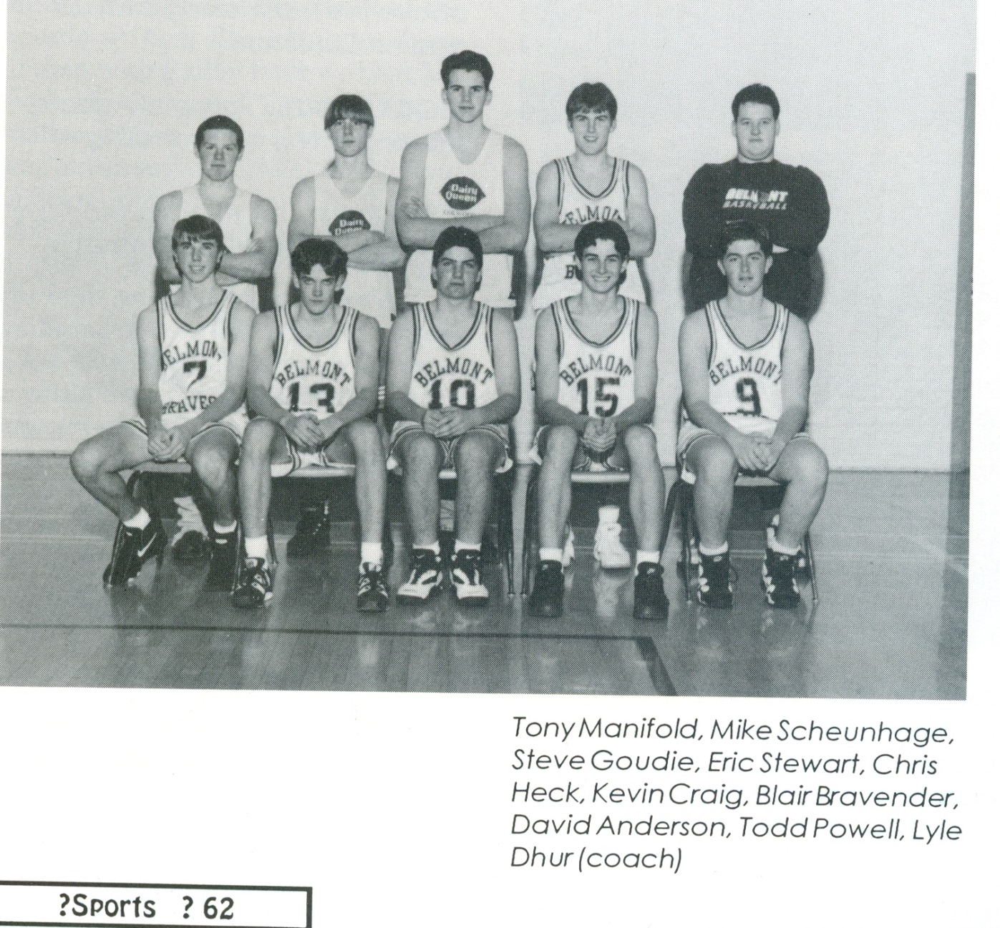 Dairy
Queen
Dairy
Queen
BELMONT
BASKETBALL
BELMONT
7
BRAVES
BELMONT
13
BELMONT
10
BELMONT
15
BELMONT
9
Tony Manifold, Mike Scheunhage,
Steve Goudie, Eric Stewart, Chris
Heck, Kevin Craig, Blair Bravender,
David Anderson, Todd Powell, Lyle
Dhur (coach)
?Sports ? 62